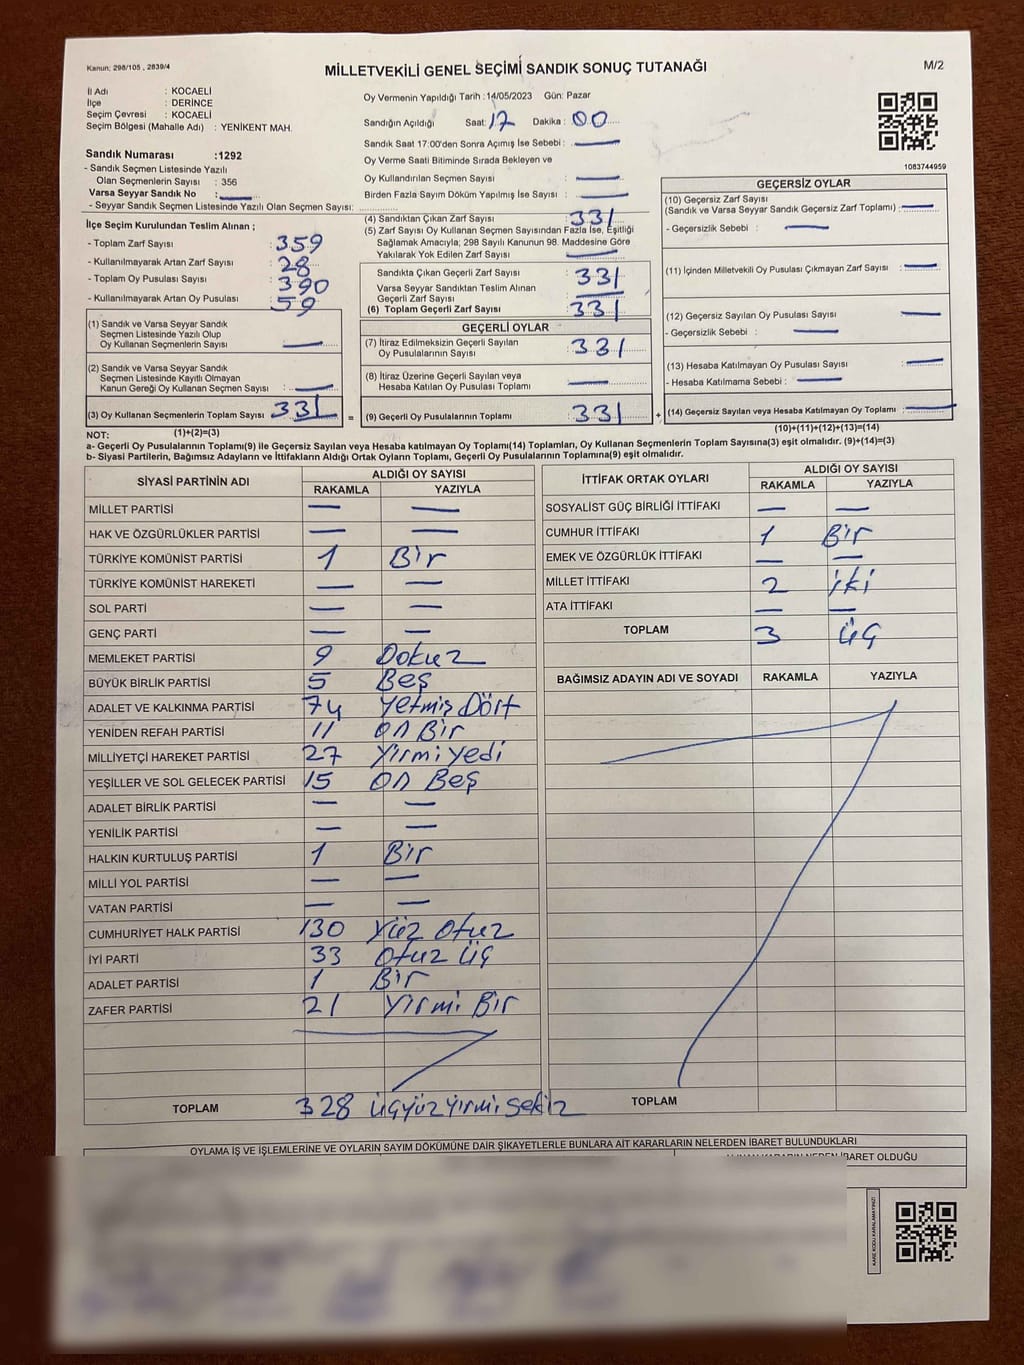 Kanun: 298/105 , 2839/4
MİLLETVEKİLİ GENEL SEÇİMİ SANDIK SONUÇ TUTANAĞI
M/2
İl Adı : KOCAELİ
İlçe : DERİNCE
Seçim Çevresi : KOCAELİ
Seçim Bölgesi (Mahalle Adı) : YENİKENT MAH.
Sandık Numarası :1292
- Sandık Seçmen Listesinde Yazılı
Olan Seçmenlerin Sayısı : 356
Varsa Seyyar Sandık No : —
- Seyyar Sandık Seçmen Listesinde Yazılı Olan Seçmen Sayısı:
Oy Vermenin Yapıldığı Tarih :14/05/2023 Gün: Pazar
Sandığın Açıldığı Saat: 17 Dakika : 00
Sandık Saat 17:00'den Sonra Açımış İse Sebebi : —
Oy Verme Saati Bitiminde Sırada Bekleyen ve
Oy Kullandırılan Seçmen Sayısı : —
Birden Fazla Sayım Döküm Yapılmış İse Sayısı : —
1083744959
İlçe Seçim Kurulundan Teslim Alınan ;
- Toplam Zarf Sayısı : 359
- Kullanılmayarak Artan Zarf Sayısı : 28
- Toplam Oy Pusulası Sayısı : 390
- Kullanılmayarak Artan Oy Pusulası : 59
(1) Sandık ve Varsa Seyyar Sandık
Seçmen Listesinde Yazılı Olup
Oy Kullanan Seçmenlerin Sayısı : —
(2) Sandık ve Varsa Seyyar Sandık
Seçmen Listesinde Kayıtlı Olmayan
Kanun Gereği Oy Kullanan Seçmen Sayısı : —
(3) Oy Kullanan Seçmenlerin Toplam Sayısı : 331 =
(1)+(2)=(3)
(4) Sandıktan Çıkan Zarf Sayısı : 331
(5) Zarf Sayısı Oy Kullanan Seçmen Sayısından Fazla İse, Eşitliği
Sağlamak Amacıyla; 298 Sayılı Kanunun 98. Maddesine Göre
Yakılarak Yok Edilen Zarf Sayısı : —
Sandıkta Çıkan Geçerli Zarf Sayısı : 331
Varsa Seyyar Sandıktan Teslim Alınan
Geçerli Zarf Sayısı : —
(6) Toplam Geçerli Zarf Sayısı : 331
GEÇERLİ OYLAR
(7) İtiraz Edilmeksizin Geçerli Sayılan
Oy Pusulalarının Sayısı : 331
(8) İtiraz Üzerine Geçerli Sayılan veya
Hesaba Katılan Oy Pusulası Toplamı : —
(9) Geçerli Oy Pusulalarının Toplamı : 331 +
GEÇERSİZ OYLAR
(10) Geçersiz Zarf Sayısı
(Sandık ve Varsa Seyyar Sandık Geçersiz Zarf Toplamı) : —
- Geçersizlik Sebebi : —
(11) İçinden Milletvekili Oy Pusulası Çıkmayan Zarf Sayısı : —
(12) Geçersiz Sayılan Oy Pusulası Sayısı : —
- Geçersizlik Sebebi : —
(13) Hesaba Katılmayan Oy Pusulası Sayısı : —
- Hesaba Katılmama Sebebi : —
(14) Geçersiz Sayılan veya Hesaba Katılmayan Oy Toplamı : —
(10)+(11)+(12)+(13)=(14)
NOT:
a- Geçerli Oy Pusulalarının Toplamı(9) ile Geçersiz Sayılan veya Hesaba katılmayan Oy Toplamı(14) Toplamları, Oy Kullanan Seçmenlerin Toplam Sayısına(3) eşit olmalıdır. (9)+(14)=(3)
b- Siyasi Partilerin, Bağımsız Adayların ve İttifakların Aldığı Ortak Oyların Toplamı, Geçerli Oy Pusulalarının Toplamına(9) eşit olmalıdır.
SİYASİ PARTİNİN ADI ALDIĞI OY SAYISI
RAKAMLA YAZIYLA
MİLLET PARTİSİ — —
HAK VE ÖZGÜRLÜKLER PARTİSİ — —
TÜRKİYE KOMÜNİST PARTİSİ 1 Bir
TÜRKİYE KOMÜNİST HAREKETİ — —
SOL PARTİ — —
GENÇ PARTİ — —
MEMLEKET PARTİSİ 9 Dokuz
BÜYÜK BİRLİK PARTİSİ 5 Beş
ADALET VE KALKINMA PARTİSİ 74 Yetmiş Dört
YENİDEN REFAH PARTİSİ 11 On Bir
MİLLİYETÇİ HAREKET PARTİSİ 27 Yirmi Yedi
YEŞİLLER VE SOL GELECEK PARTİSİ 15 On Beş
ADALET BİRLİK PARTİSİ — —
YENİLİK PARTİSİ — —
HALKIN KURTULUŞ PARTİSİ 1 Bir
MİLLİ YOL PARTİSİ — —
VATAN PARTİSİ — —
CUMHURİYET HALK PARTİSİ 130 Yüz Otuz
İYİ PARTİ 33 Otuz Üç
ADALET PARTİSİ 1 Bir
ZAFER PARTİSİ 21 Yirmi Bir
TOPLAM 328 Üçyüzyirmi sekiz
İTTİFAK ORTAK OYLARI ALDIĞI OY SAYISI
RAKAMLA YAZIYLA
SOSYALİST GÜÇ BİRLİĞİ İTTİFAKI — —
CUMHUR İTTİFAKI 1 Bir
EMEK VE ÖZGÜRLÜK İTTİFAKI — —
MİLLET İTTİFAKI 2 İki
ATA İTTİFAKI — —
TOPLAM 3 Üç
BAĞIMSIZ ADAYIN ADI VE SOYADI RAKAMLA YAZIYLA
TOPLAM
OYLAMA İŞ VE İŞLEMLERİNE VE OYLARIN SAYIM DÖKÜMÜNE DAİR ŞİKAYETLERLE BUNLARA AİT KARARLARIN NELERDEN İBARET BULUNDUKLARI
ALINAN KARARIN NEDEN İBARET OLDUĞU
KARE KODU KARALAMAYINIZ!